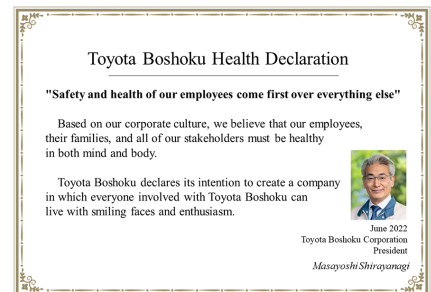 Toyota Boshoku Health Declaration
"Safety and health of our employees come first over everything else"
Based on our corporate culture, we believe that our employees,
their families, and all of our stakeholders must be healthy
in both mind and body.
Toyota Boshoku declares its intention to create a company
in which everyone involved with Toyota Boshoku can
live with smiling faces and enthusiasm.
June 2022
Toyota Boshoku Corporation
President
Masayoshi Shirayanagi